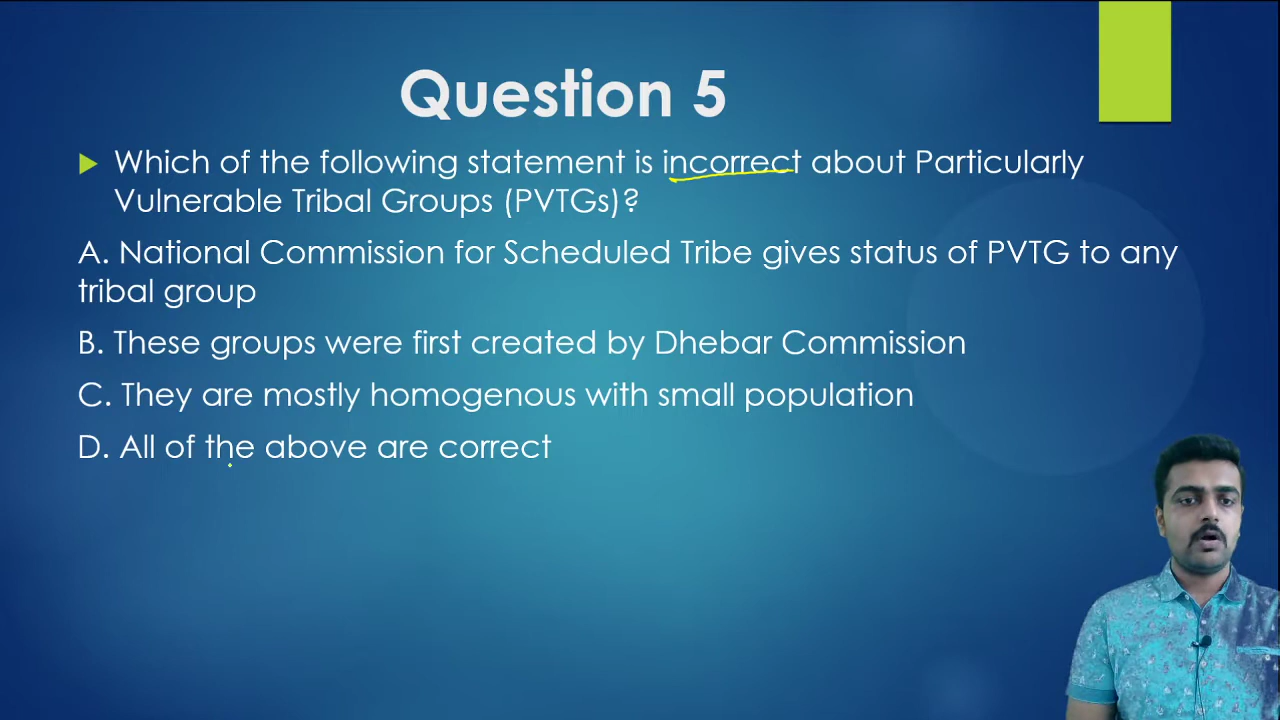 Question 5
Which of the following statement is incorrect about Particularly
Vulnerable Tribal Groups (PVTGs)?
A. National Commission for Scheduled Tribe gives status of PVTG to any
tribal group
B. These groups were first created by Dhebar Commission
C. They are mostly homogenous with small population
D. All of the above are correct